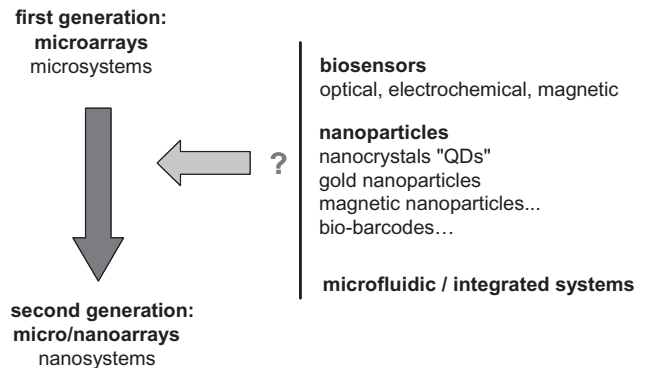 first generation:
microarrays
microsystems
biosensors
optical, electrochemical, magnetic
nanoparticles
nanocrystals "QDs"
gold nanoparticles
magnetic nanoparticles...
bio-barcodes…
?
microfluidic / integrated systems
second generation:
micro/nanoarrays
nanosystems